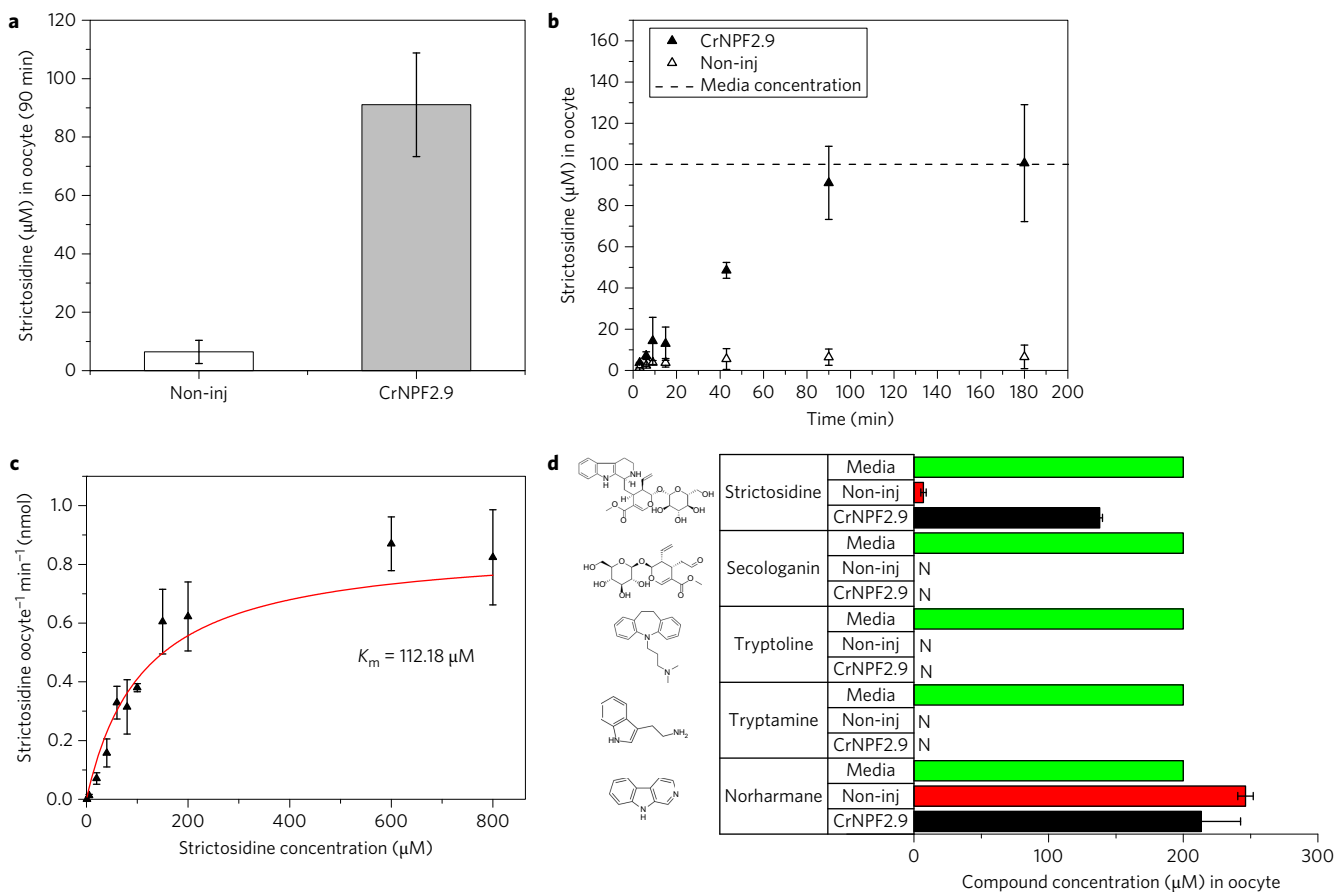 a
Strictosidine (μM) in oocyte (90 min)
120
100
80
60
40
20
0
Non-inj
CrNPF2.9
b
Strictosidine (μM) in oocyte
160
140
120
100
80
60
40
20
0
CrNPF2.9
Non-inj
Media concentration
0 20 40 60 80 100 120 140 160 180 200
Time (min)
c
Strictosidine oocyte⁻¹ min⁻¹ (nmol)
1.0
0.8
0.6
0.4
0.2
0.0
Km = 112.18 μM
0 200 400 600 800
Strictosidine concentration (μM)
d
Strictosidine
Media
Non-inj
CrNPF2.9
Secologanin
Media
Non-inj N
CrNPF2.9 N
Tryptoline
Media
Non-inj N
CrNPF2.9 N
Tryptamine
Media
Non-inj N
CrNPF2.9 N
Norharmane
Media
Non-inj
CrNPF2.9
0 100 200 300
Compound concentration (μM) in oocyte